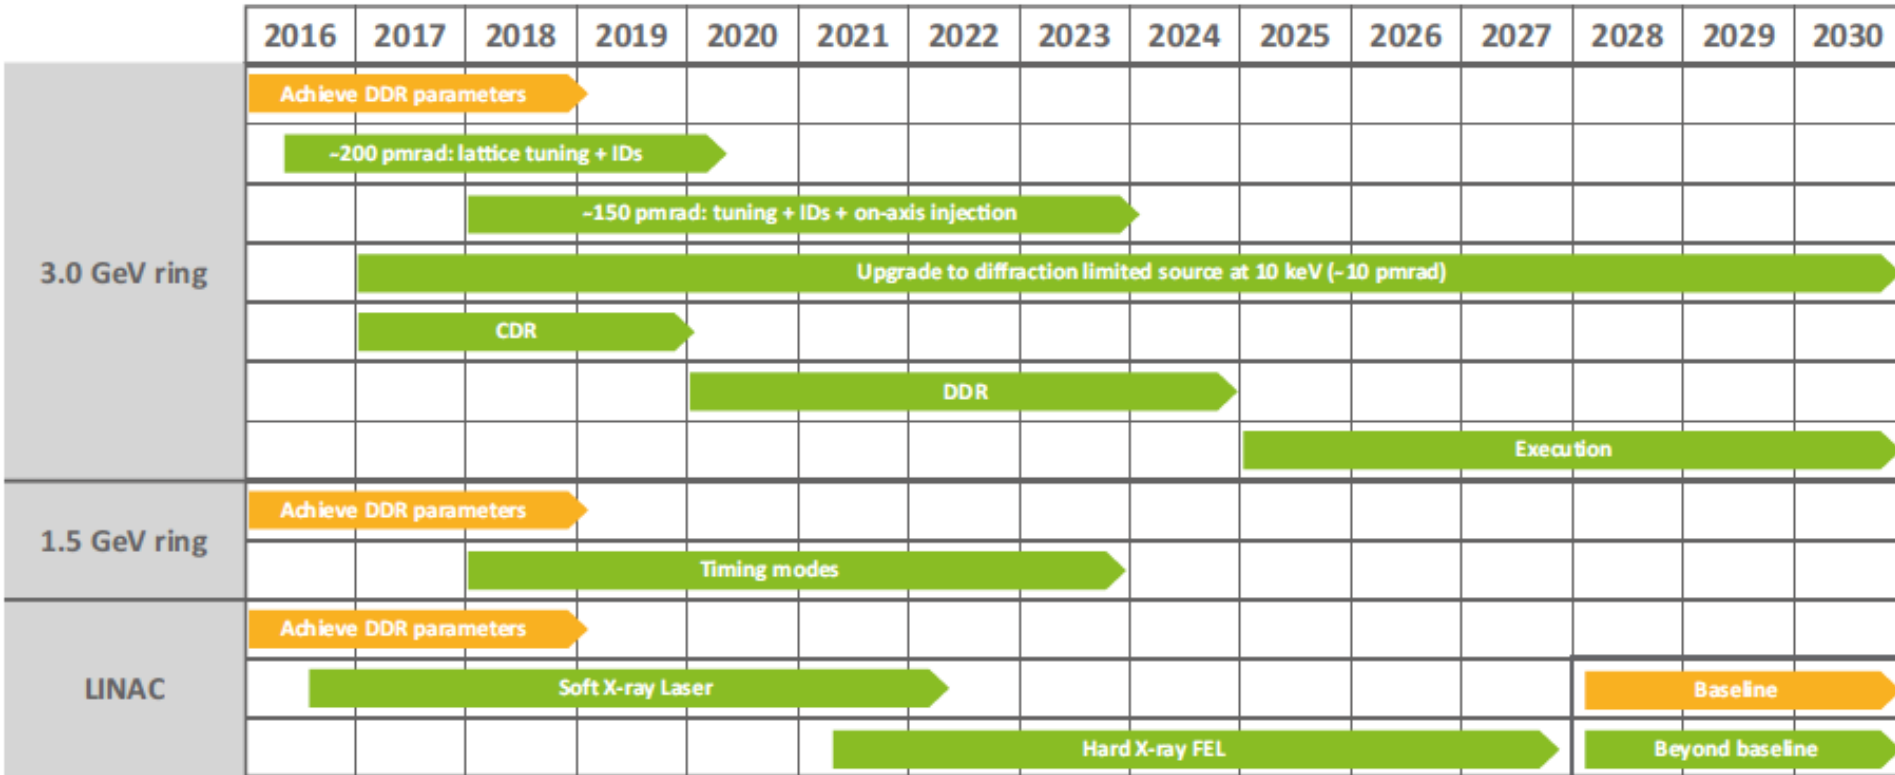 2016 2017 2018 2019 2020 2021 2022 2023 2024 2025 2026 2027 2028 2029 2030
3.0 GeV ring
Achieve DDR parameters
~200 pmrad: lattice tuning + IDs
~150 pmrad: tuning + IDs + on-axis injection
Upgrade to diffraction limited source at 10 keV (~10 pmrad)
CDR
DDR
Execution
1.5 GeV ring
Achieve DDR parameters
Timing modes
LINAC
Achieve DDR parameters
Soft X-ray Laser
Baseline
Hard X-ray FEL
Beyond baseline